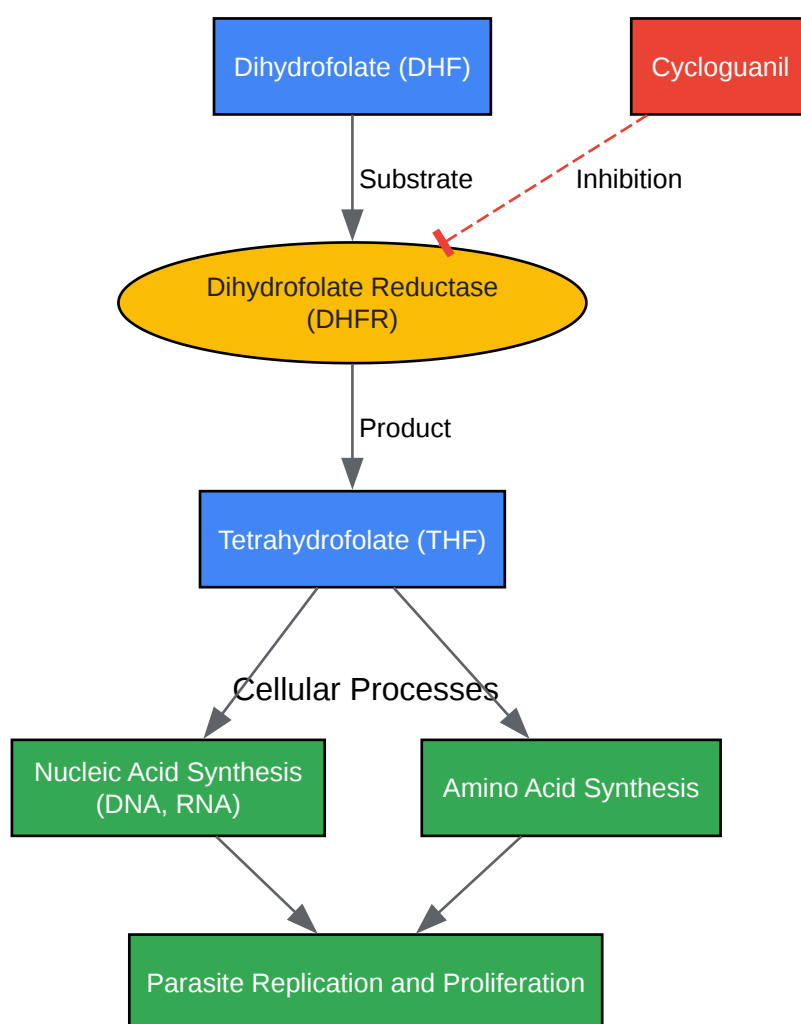 Dihydrofolate (DHF)
Cycloguanil
Substrate
Inhibition
Dihydrofolate Reductase
(DHFR)
Product
Tetrahydrofolate (THF)
Cellular Processes
Nucleic Acid Synthesis
(DNA, RNA)
Amino Acid Synthesis
Parasite Replication and Proliferation